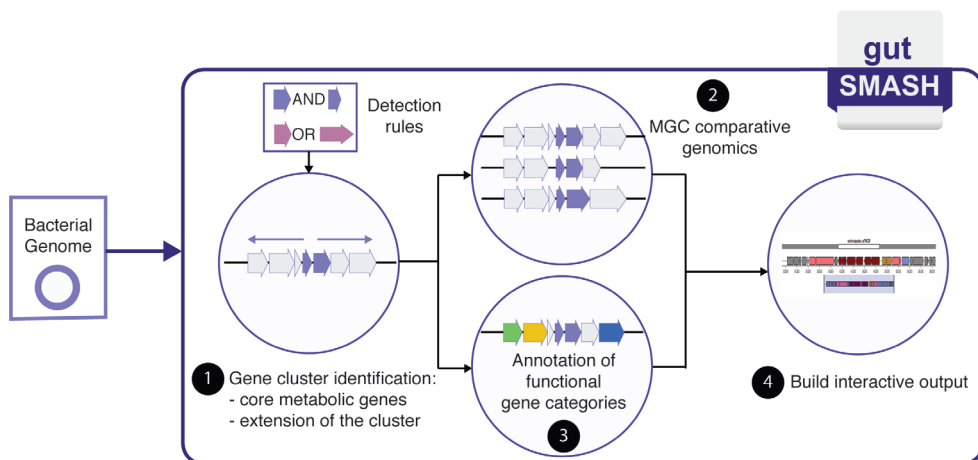 gut
SMASH
AND
OR
Detection
rules
2
MGC comparative
genomics
Bacterial
Genome
1
Gene cluster identification:
- core metabolic genes
- extension of the cluster
Annotation of
functional
gene categories
3
4
Build interactive output